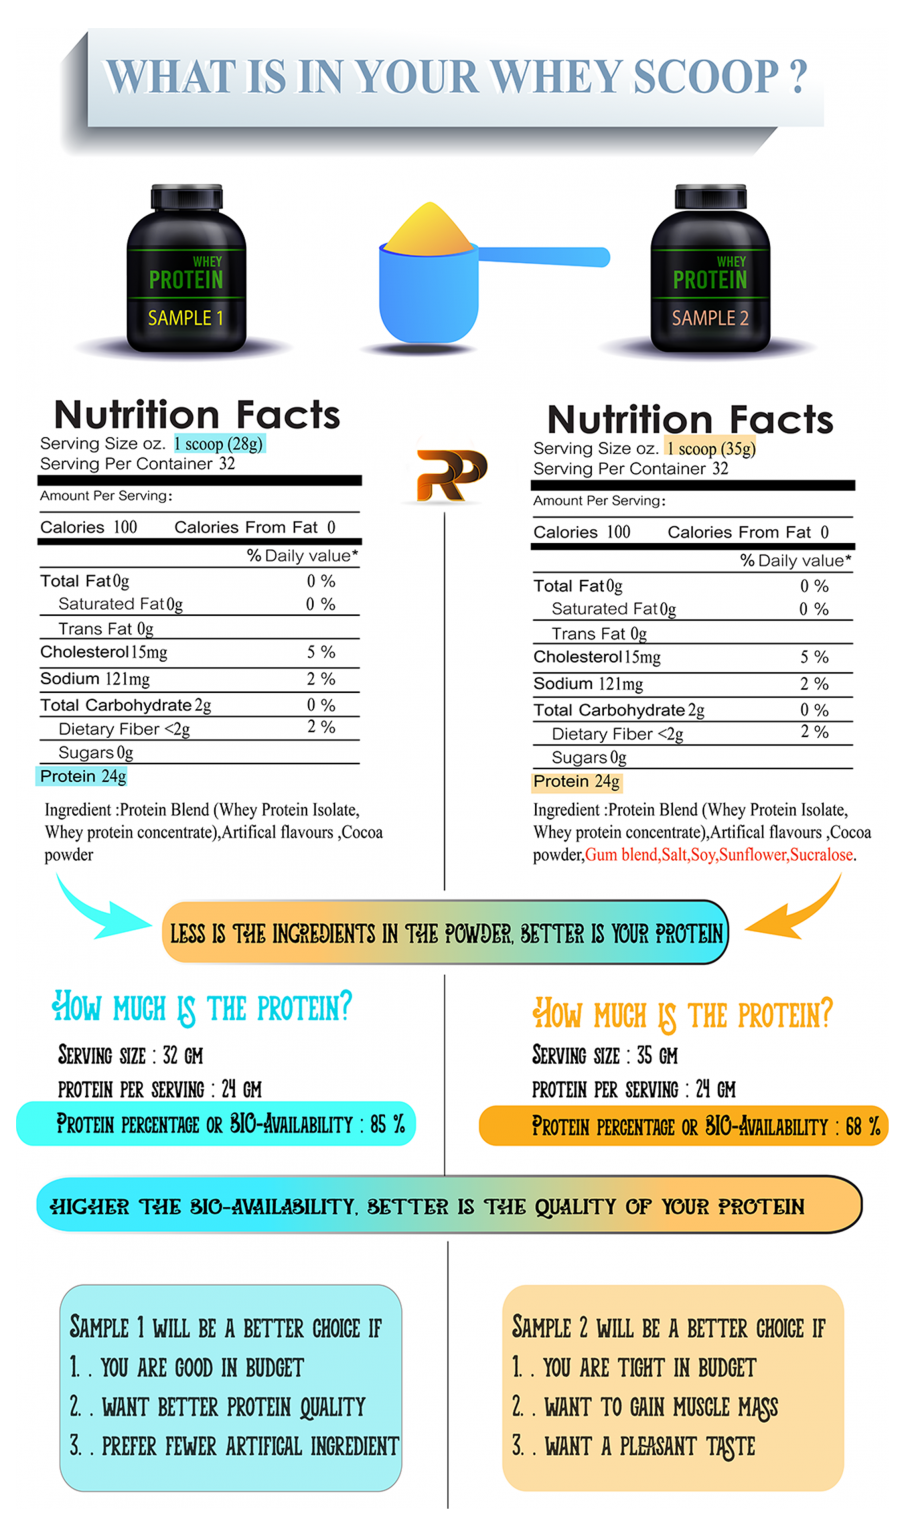 WHAT IS IN YOUR WHEY SCOOP ?
WHEY
PROTEIN
SAMPLE 1
WHEY
PROTEIN
SAMPLE 2
Nutrition Facts
Serving Size oz. 1 scoop (28g)
Serving Per Container 32
Amount Per Serving:
Calories 100 Calories From Fat 0
% Daily value*
Total Fat 0g 0 %
Saturated Fat 0g 0 %
Trans Fat 0g
Cholesterol 15mg 5 %
Sodium 121mg 2 %
Total Carbohydrate 2g 0 %
Dietary Fiber <2g 2 %
Sugars 0g
Protein 24g
Ingredient :Protein Blend (Whey Protein Isolate,
Whey protein concentrate),Artifical flavours ,Cocoa
powder
RP
Nutrition Facts
Serving Size oz. 1 scoop (35g)
Serving Per Container 32
Amount Per Serving:
Calories 100 Calories From Fat 0
% Daily value*
Total Fat 0g 0 %
Saturated Fat 0g 0 %
Trans Fat 0g
Cholesterol 15mg 5 %
Sodium 121mg 2 %
Total Carbohydrate 2g 0 %
Dietary Fiber <2g 2 %
Sugars 0g
Protein 24g
Ingredient :Protein Blend (Whey Protein Isolate,
Whey protein concentrate),Artifical flavours ,Cocoa
powder,Gum blend,Salt,Soy,Sunflower,Sucralose.
LESS IS THE INGREDIENTS IN THE POWDER, BETTER IS YOUR PROTEIN
HOW MUCH IS THE PROTEIN?
SERVING SIZE : 32 GM
PROTEIN PER SERVING : 24 GM
PROTEIN PERCENTAGE OR BIO-AVAILABILITY : 85 %
HOW MUCH IS THE PROTEIN?
SERVING SIZE : 35 GM
PROTEIN PER SERVING : 24 GM
PROTEIN PERCENTAGE OR BIO-AVAILABILITY : 68 %
HIGHER THE BIO-AVAILABILITY, BETTER IS THE QUALITY OF YOUR PROTEIN
SAMPLE 1 WILL BE A BETTER CHOICE IF
1. . YOU ARE GOOD IN BUDGET
2. . WANT BETTER PROTEIN QUALITY
3. . PREFER FEWER ARTIFICAL INGREDIENT
SAMPLE 2 WILL BE A BETTER CHOICE IF
1. . YOU ARE TIGHT IN BUDGET
2. . WANT TO GAIN MUSCLE MASS
3. . WANT A PLEASANT TASTE